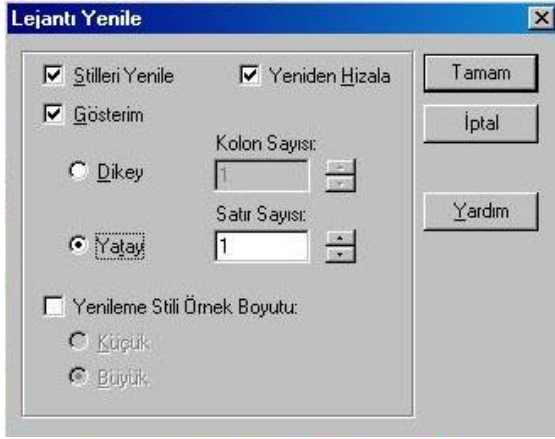 Lejantı Yenile
Stilleri Yenile
Yeniden Hizala
Tamam
Gösterim
İptal
Kolon Sayısı:
Dikey
1
Satır Sayısı:
Yardım
Yatay
1
Yenileme Stili Örnek Boyutu:
Küçük
Büyük